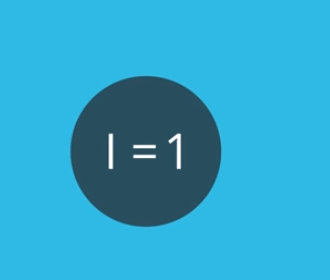 I = 1